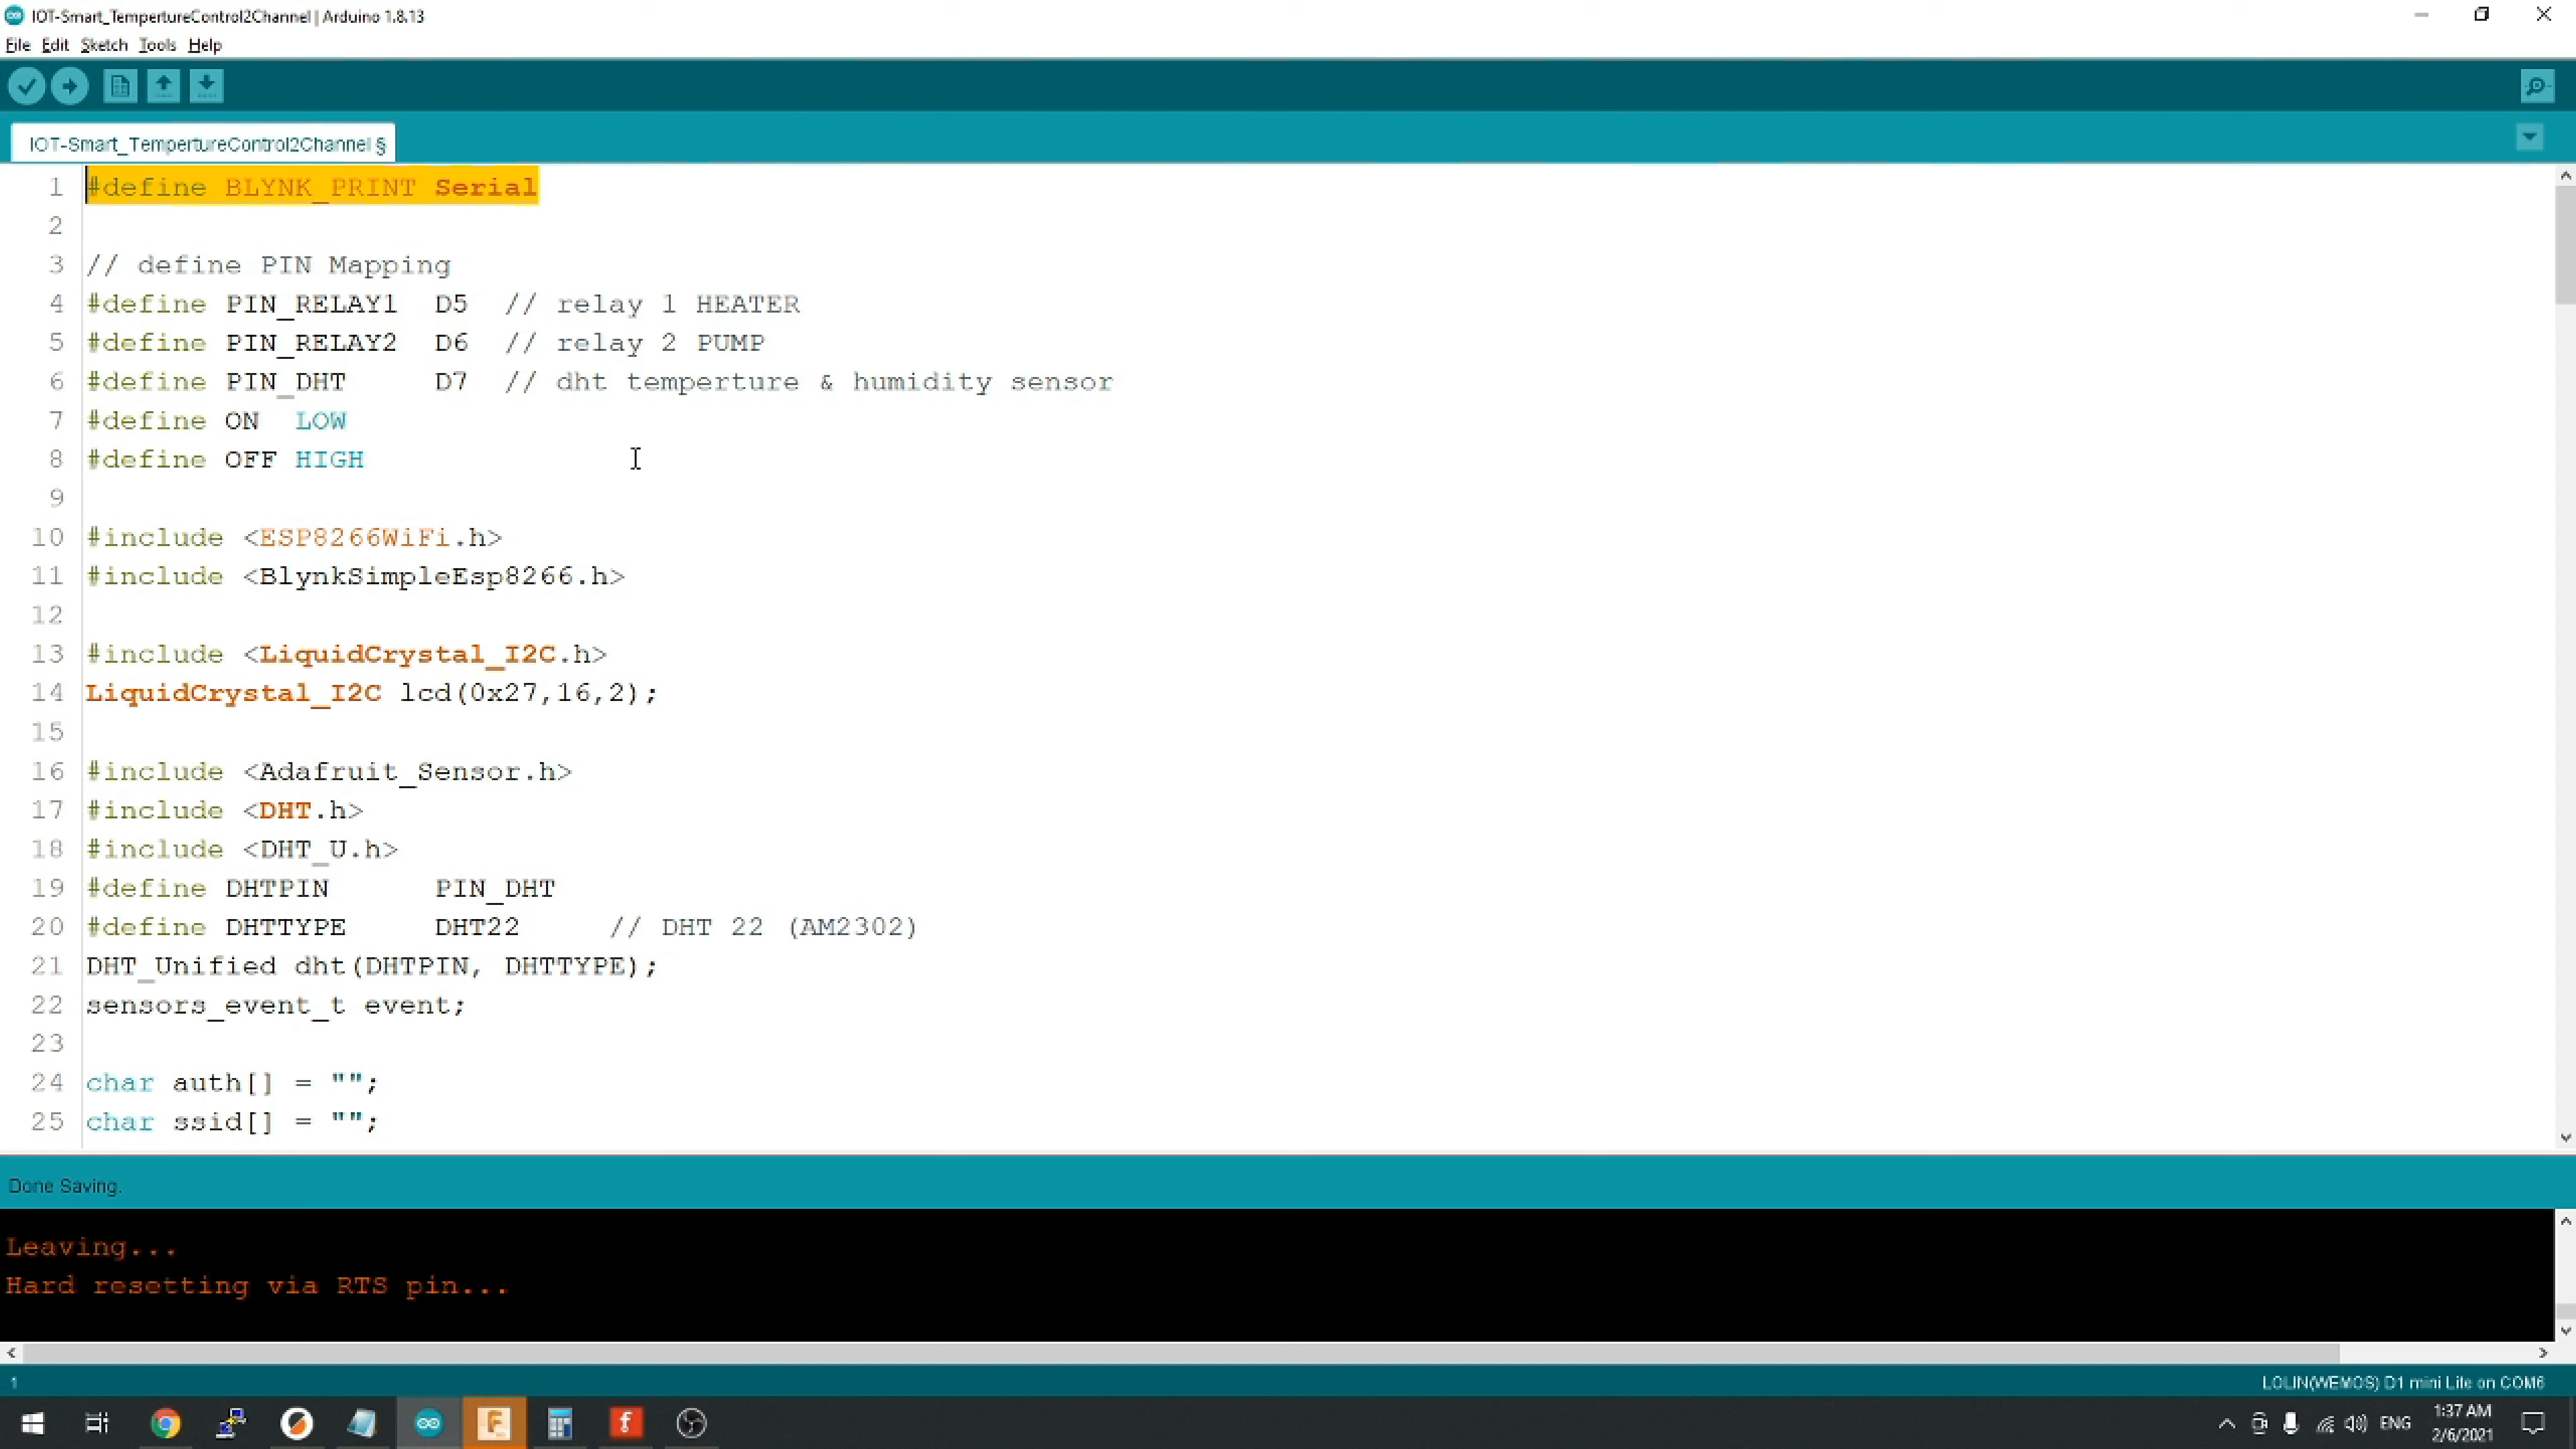 IOT-Smart_TempertureControl2Channel | Arduino 1.8.13
File Edit Sketch Tools Help
IOT-Smart_TempertureControl2Channel §
1 #define BLYNK_PRINT Serial
2
3 // define PIN Mapping
4 #define PIN_RELAY1 D5 // relay 1 HEATER
5 #define PIN_RELAY2 D6 // relay 2 PUMP
6 #define PIN_DHT D7 // dht temperture & humidity sensor
7 #define ON LOW
8 #define OFF HIGH
9
10 #include <ESP8266WiFi.h>
11 #include <BlynkSimpleEsp8266.h>
12
13 #include <LiquidCrystal_I2C.h>
14 LiquidCrystal_I2C lcd(0x27,16,2);
15
16 #include <Adafruit_Sensor.h>
17 #include <DHT.h>
18 #include <DHT_U.h>
19 #define DHTPIN PIN_DHT
20 #define DHTTYPE DHT22 // DHT 22 (AM2302)
21 DHT_Unified dht(DHTPIN, DHTTYPE);
22 sensors_event_t event;
23
24 char auth[] = "";
25 char ssid[] = "";
Done Saving.
Leaving...
Hard resetting via RTS pin...
1 LOLIN(WEMOS) D1 mini Lite on COM6
ENG 1:37 AM
2/6/2021